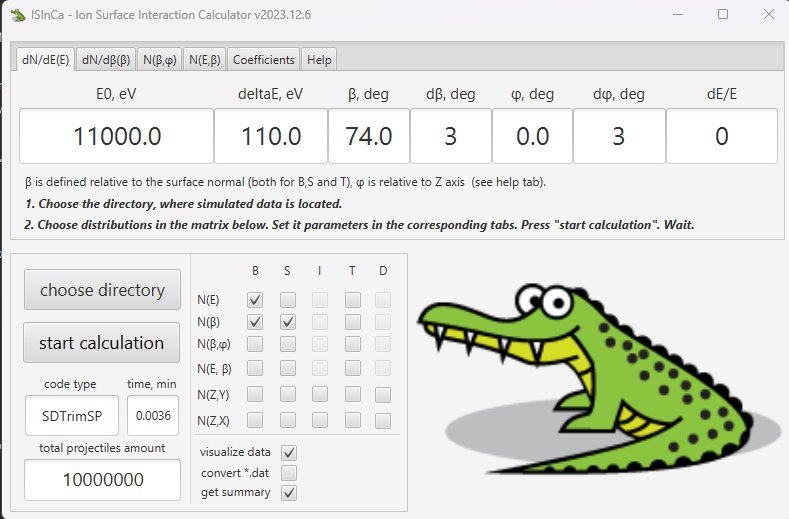 ISInCa - Ion Surface Interaction Calculator v2023.12.6
dN/dE(E) dN/dβ(β) N(β,φ) N(E,β) Coefficients Help
E0, eV deltaE, eV β, deg dβ, deg φ, deg dφ, deg dE/E
11000.0 110.0 74.0 3 0.0 3 0
β is defined relative to the surface normal (both for B,S and T), φ is relative to Z axis (see help tab).
1. Choose the directory, where simulated data is located.
2. Choose distributions in the matrix below. Set it parameters in the corresponding tabs. Press "start calculation". Wait.
choose directory
start calculation
code type time, min
SDTrimSP 0.0036
total projectiles amount
10000000
B S I T D
N(E)
N(β)
N(β,φ)
N(E, β)
N(Z,Y)
N(Z,X)
visualize data
convert *.dat
get summary